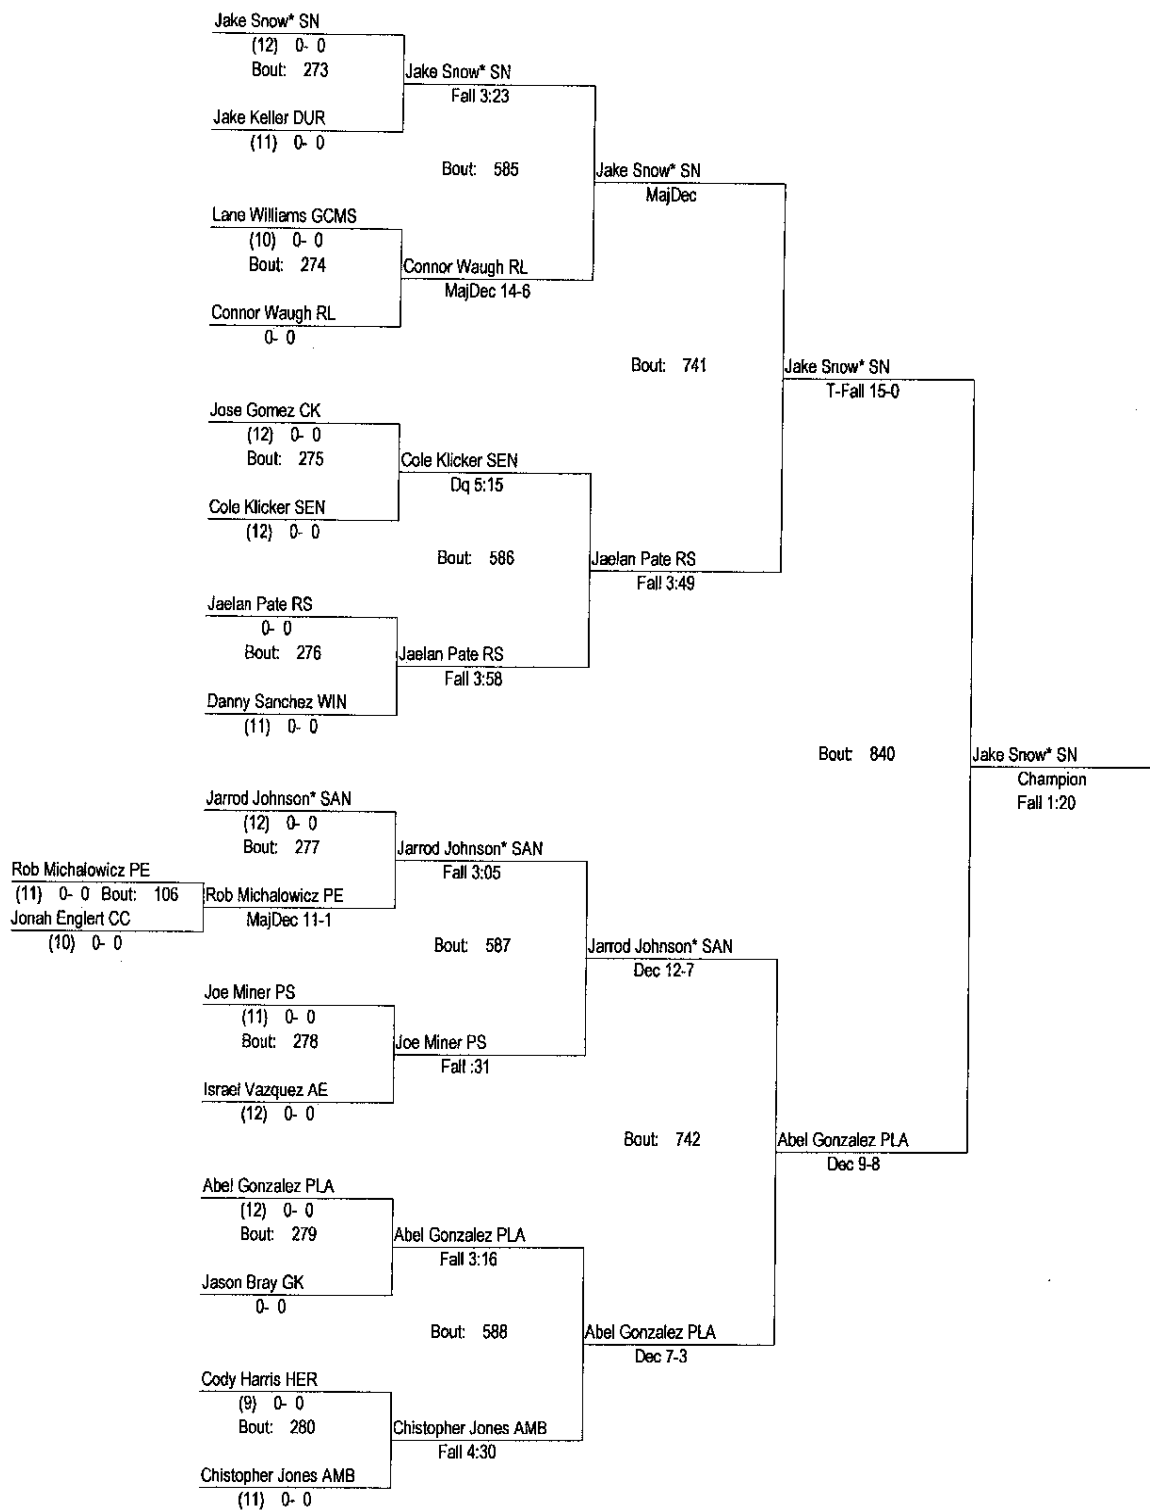 Jake Snow* SN
(12) 0- 0
Bout: 273
Jake Snow* SN
Fall 3:23
Jake Keller DUR
(11) 0- 0
Bout: 585
Jake Snow* SN
MajDec
Lane Williams GCMS
(10) 0- 0
Bout: 274
Connor Waugh RL
MajDec 14-6
Connor Waugh RL
0- 0
Bout: 741
Jake Snow* SN
T-Fall 15-0
Jose Gomez CK
(12) 0- 0
Bout: 275
Cole Klicker SEN
Dq 5:15
Cole Klicker SEN
(12) 0- 0
Bout: 586
Jaelan Pate RS
Fall 3:49
Jaelan Pate RS
0- 0
Bout: 276
Jaelan Pate RS
Fall 3:58
Danny Sanchez WIN
(11) 0- 0
Bout: 840
Jake Snow* SN
Champion
Fall 1:20
Jarrod Johnson* SAN
(12) 0- 0
Bout: 277
Jarrod Johnson* SAN
Fall 3:05
Rob Michalowicz PE
(11) 0- 0 Bout: 106
Rob Michalowicz PE
MajDec 11-1
Jonah Englert CC
(10) 0- 0
Bout: 587
Jarrod Johnson* SAN
Dec 12-7
Joe Miner PS
(11) 0- 0
Bout: 278
Joe Miner PS
Fall :31
Israel Vazquez AE
(12) 0- 0
Bout: 742
Abel Gonzalez PLA
Dec 9-8
Abel Gonzalez PLA
(12) 0- 0
Bout: 279
Abel Gonzalez PLA
Fall 3:16
Jason Bray GK
0- 0
Bout: 588
Abel Gonzalez PLA
Dec 7-3
Cody Harris HER
(9) 0- 0
Bout: 280
Chistopher Jones AMB
Fall 4:30
Chistopher Jones AMB
(11) 0- 0